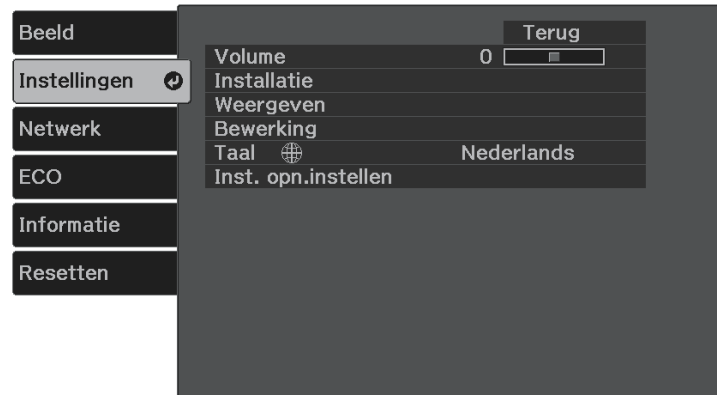 Beeld
Instellingen
Netwerk
ECO
Informatie
Resetten
Terug
Volume 0
Installatie
Weergeven
Bewerking
Taal Nederlands
Inst. opn.instellen